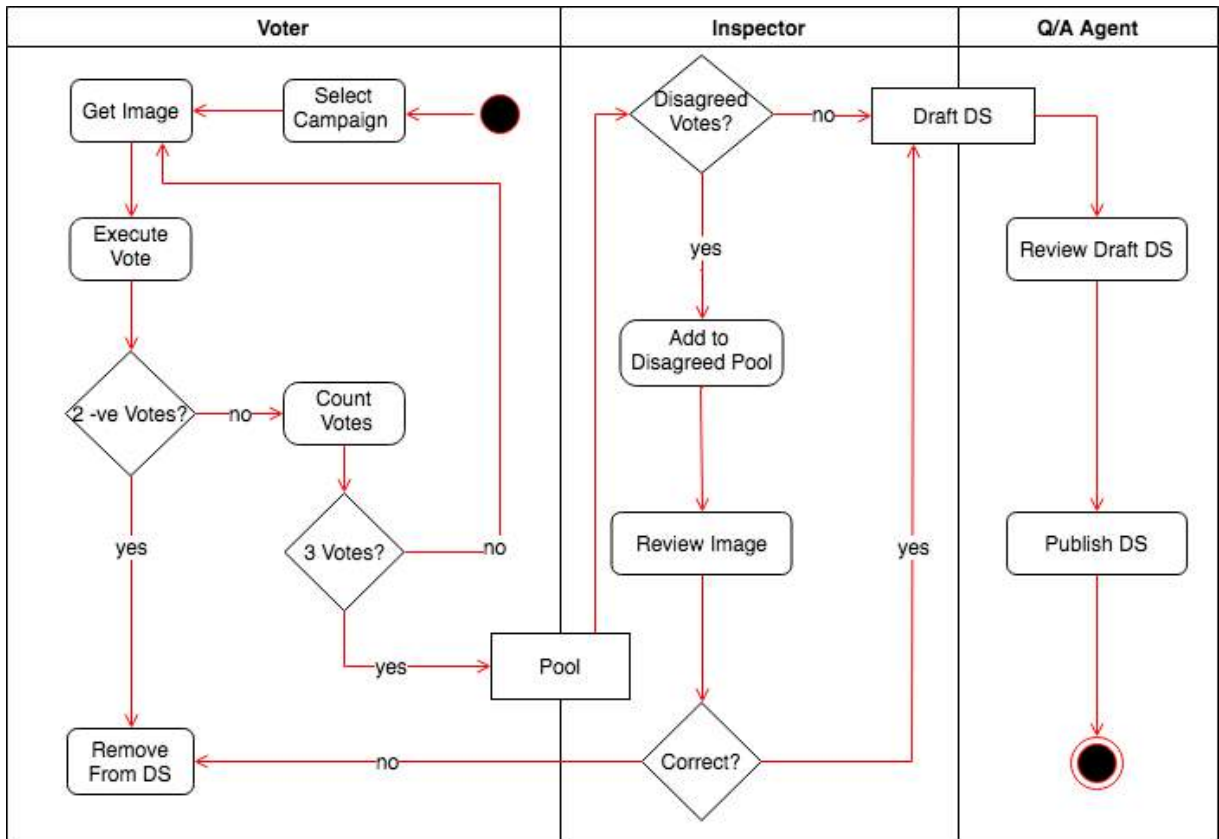 Voter
Inspector
Q/A Agent
Get Image
Select
Campaign
Disagreed
Votes?
no
Draft DS
Execute
Vote
yes
Review Draft DS
Add to
Disagreed Pool
2 -ve Votes?
no
Count
Votes
yes
3 Votes?
no
Review Image
yes
Publish DS
yes
Pool
Remove
From DS
no
Correct?